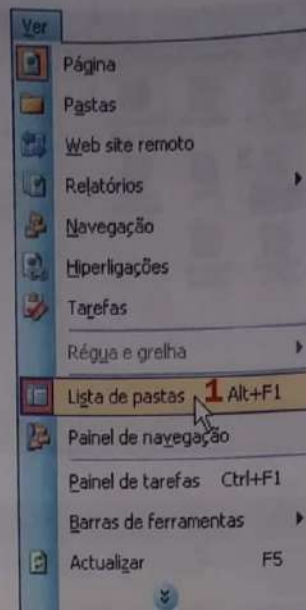 Ver
Página
Pastas
Web site remoto
Relatórios
Navegação
Hiperligações
Tarefas
Régua e grelha
Lista de pastas 1 Alt+F1
Painel de navegação
Painel de tarefas Ctrl+F1
Barras de ferramentas
Actualizar F5